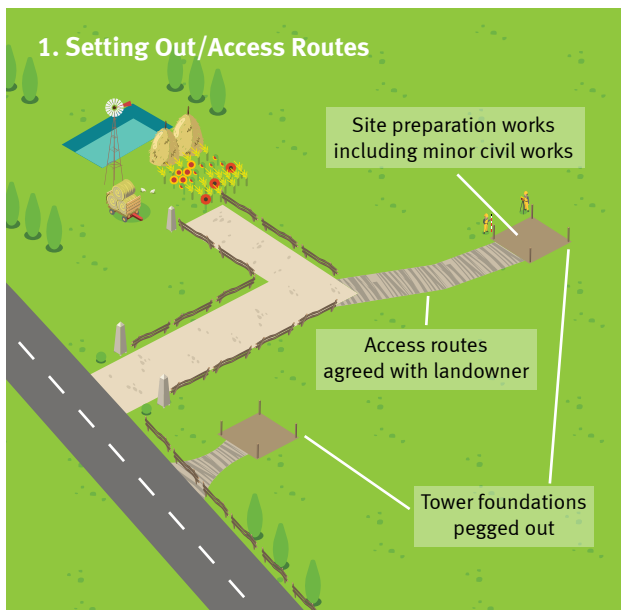 1. Setting Out/Access Routes
Site preparation works
including minor civil works
Access routes
agreed with landowner
Tower foundations
pegged out